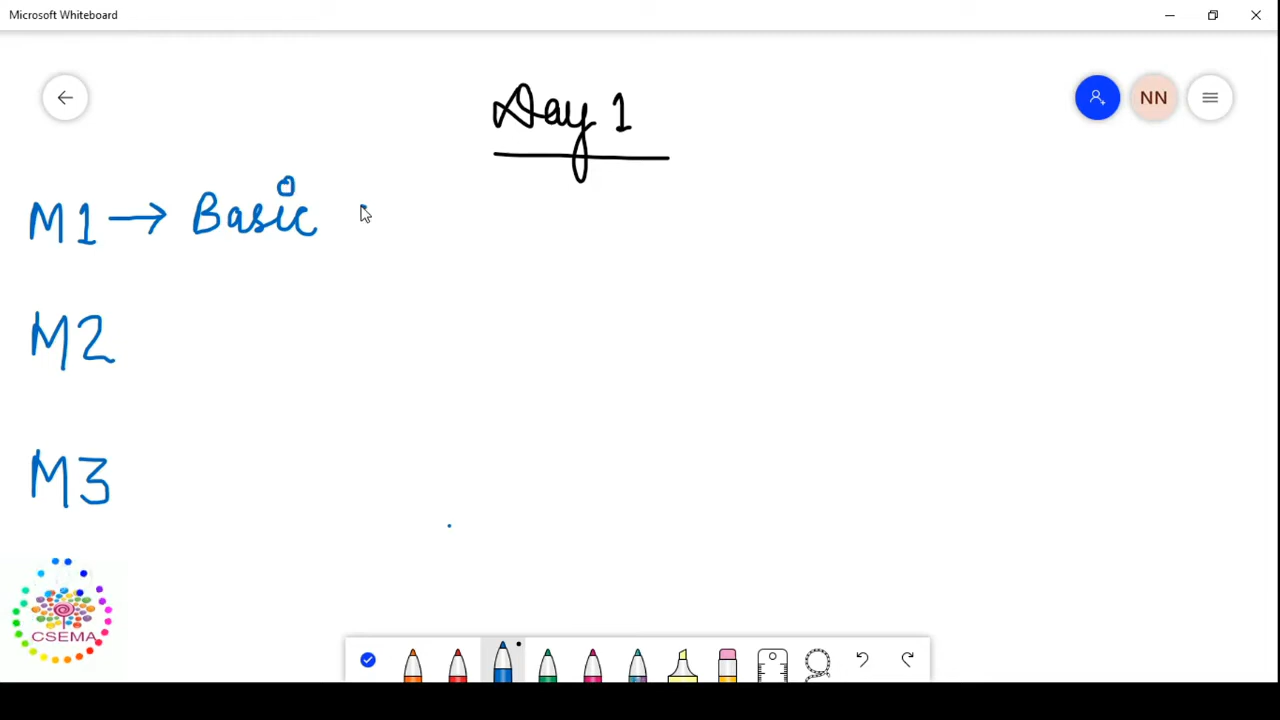 Microsoft Whiteboard
Day 1
NN
M1 → Basic
M2
M3
CSEMA